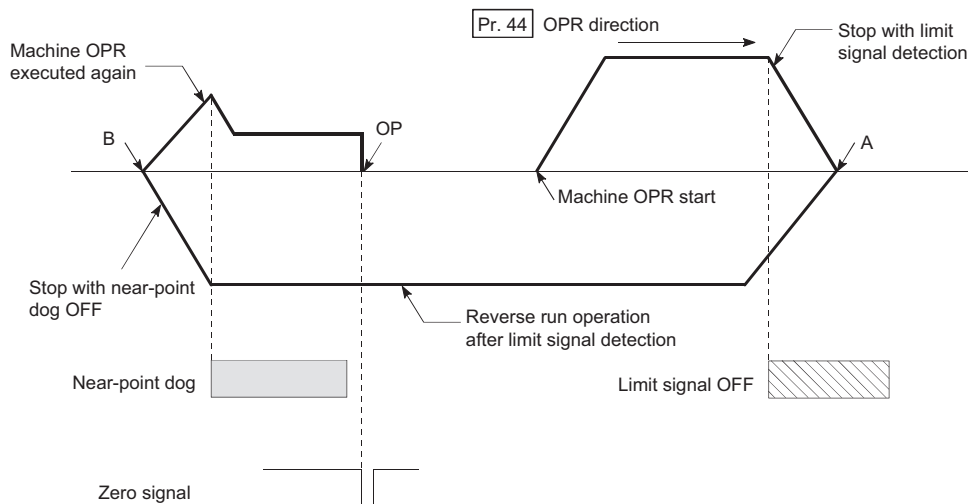 Pr. 44 OPR direction
Stop with limit
signal detection
Machine OPR
executed again
B
OP
A
Machine OPR start
Stop with near-point
dog OFF
Reverse run operation
after limit signal detection
Near-point dog
Limit signal OFF
Zero signal